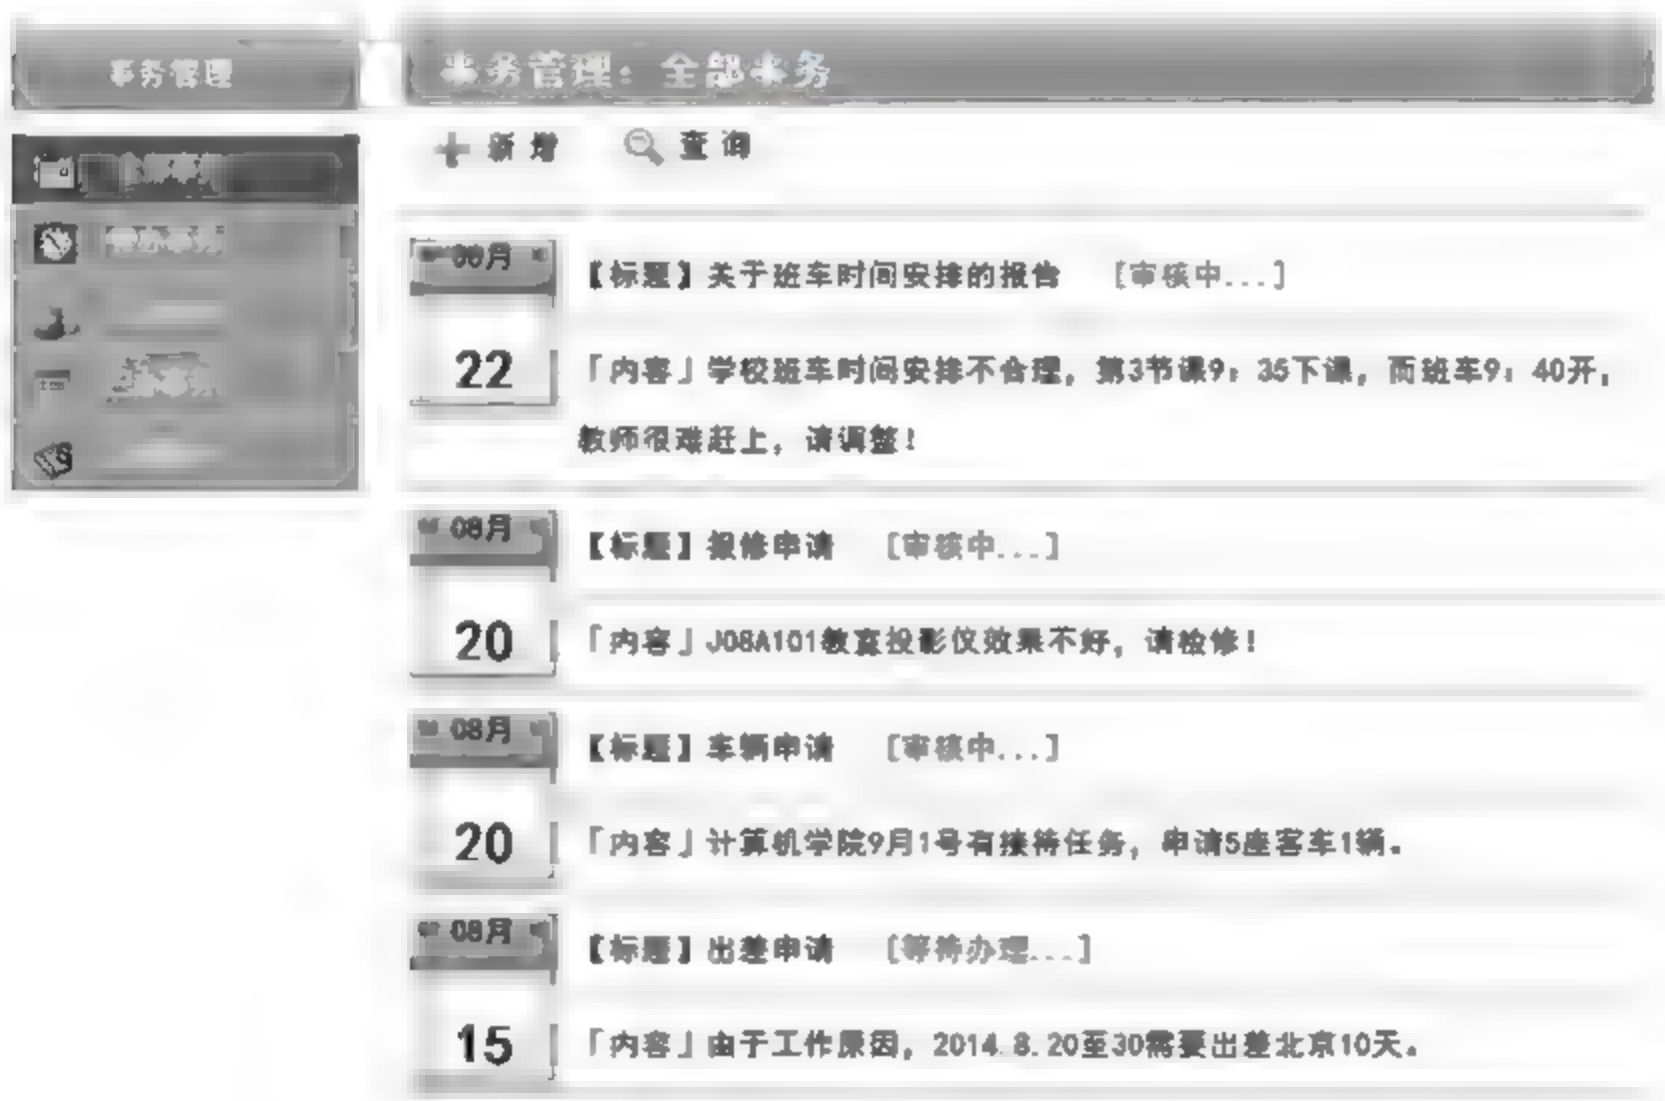 事务管理
事务管理：全部事务
新增 查询
08月
【标题】关于班车时间安排的报告 [审核中...]
22
「内容」学校班车时间安排不合理，第3节课9：35下课，而班车9：40开，
教师很难赶上，请调整！
08月
【标题】报修申请 [审核中...]
20
「内容」J08A101教室投影仪效果不好，请检修！
08月
【标题】车辆申请 [审核中...]
20
「内容」计算机学院9月1号有接待任务，申请5座客车1辆。
08月
【标题】出差申请 [等待办理...]
15
「内容」由于工作原因，2014.8.20至30需要出差北京10天。